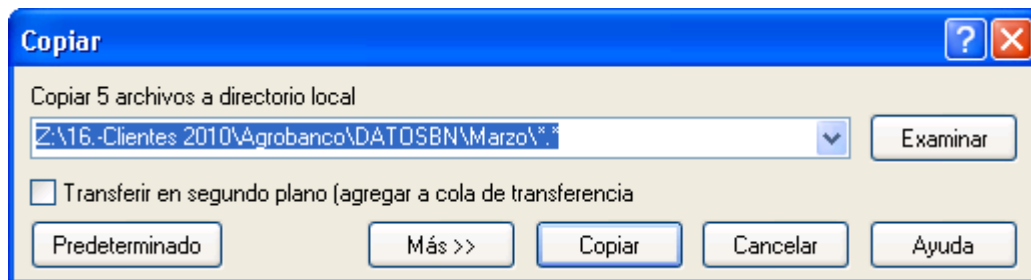 Copiar
Copiar 5 archivos a directorio local
Z:\16.-Clientes 2010\Agrobanco\DATOSBN\Marzo\*.*
Examinar
Transferir en segundo plano (agregar a cola de transferencia
Predeterminado Más >> Copiar Cancelar Ayuda